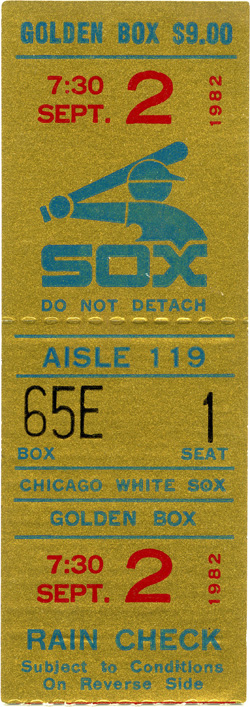 GOLDEN BOX $9.00
7:30
SEPT. 2 1982
SOX
DO NOT DETACH
AISLE 119
65E 1
BOX SEAT
CHICAGO WHITE SOX
GOLDEN BOX
7:30
SEPT. 2 1982
RAIN CHECK
Subject to Conditions
On Reverse Side